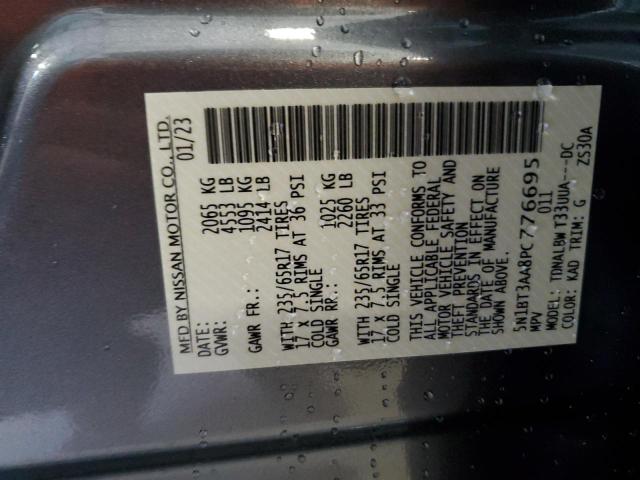 MFD BY NISSAN MOTOR CO., LTD.
DATE: 01/23
GVWR: 2065 KG
4553 LB
GAWR FR.: 1095 KG
2414 LB
WITH 235/65R17 TIRES
17 X 7.5 RIMS AT 36 PSI
COLD SINGLE
GAWR RR.: 1025 KG
2260 LB
WITH 235/65R17 TIRES
17 X 7.5 RIMS AT 33 PSI
COLD SINGLE
THIS VEHICLE CONFORMS TO
ALL APPLICABLE FEDERAL
MOTOR VEHICLE SAFETY AND
THEFT PREVENTION
STANDARDS IN EFFECT ON
THE DATE OF MANUFACTURE
SHOWN ABOVE.
5N1BT3AA8PC776695
MPV 011
MODEL: TDNALBW T33UUA---DC
COLOR: KAD TRIM: G ZS30A